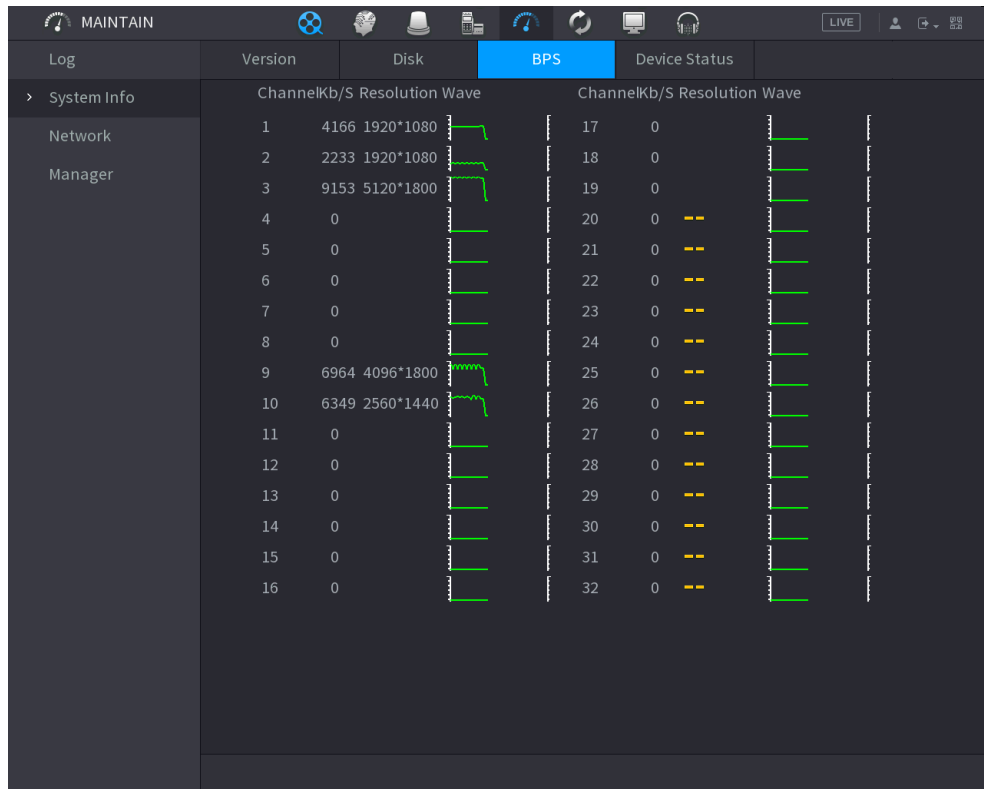 MAINTAIN LIVE
Log Version Disk BPS Device Status
System Info
Network
Manager
ChannelKb/S Resolution Wave ChannelKb/S Resolution Wave
1 4166 1920*1080 17 0
2 2233 1920*1080 18 0
3 9153 5120*1800 19 0
4 0 20 0 --
5 0 21 0 --
6 0 22 0 --
7 0 23 0 --
8 0 24 0 --
9 6964 4096*1800 25 0 --
10 6349 2560*1440 26 0 --
11 0 27 0 --
12 0 28 0 --
13 0 29 0 --
14 0 30 0 --
15 0 31 0 --
16 0 32 0 --